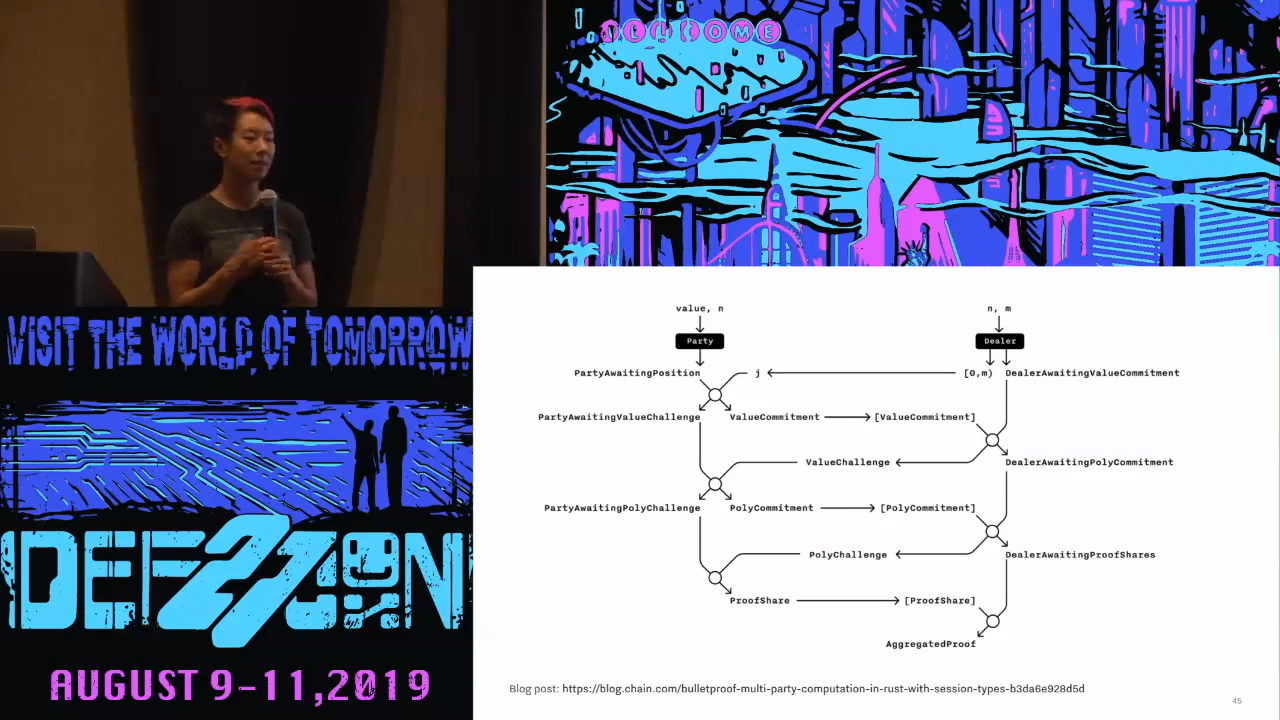 WELCOME
VISIT THE WORLD OF TOMORROW
DEFCON
27
AUGUST 9-11,2019
value, n
n, m
Party
Dealer
PartyAwaitingPosition
j
[0,m)
DealerAwaitingValueCommitment
PartyAwaitingValueChallenge
ValueCommitment
[ValueCommitment]
ValueChallenge
DealerAwaitingPolyCommitment
PartyAwaitingPolyChallenge
PolyCommitment
[PolyCommitment]
PolyChallenge
DealerAwaitingProofShares
ProofShare
[ProofShare]
AggregatedProof
Blog post: https://blog.chain.com/bulletproof-multi-party-computation-in-rust-with-session-types-b3da6e928d5d
45